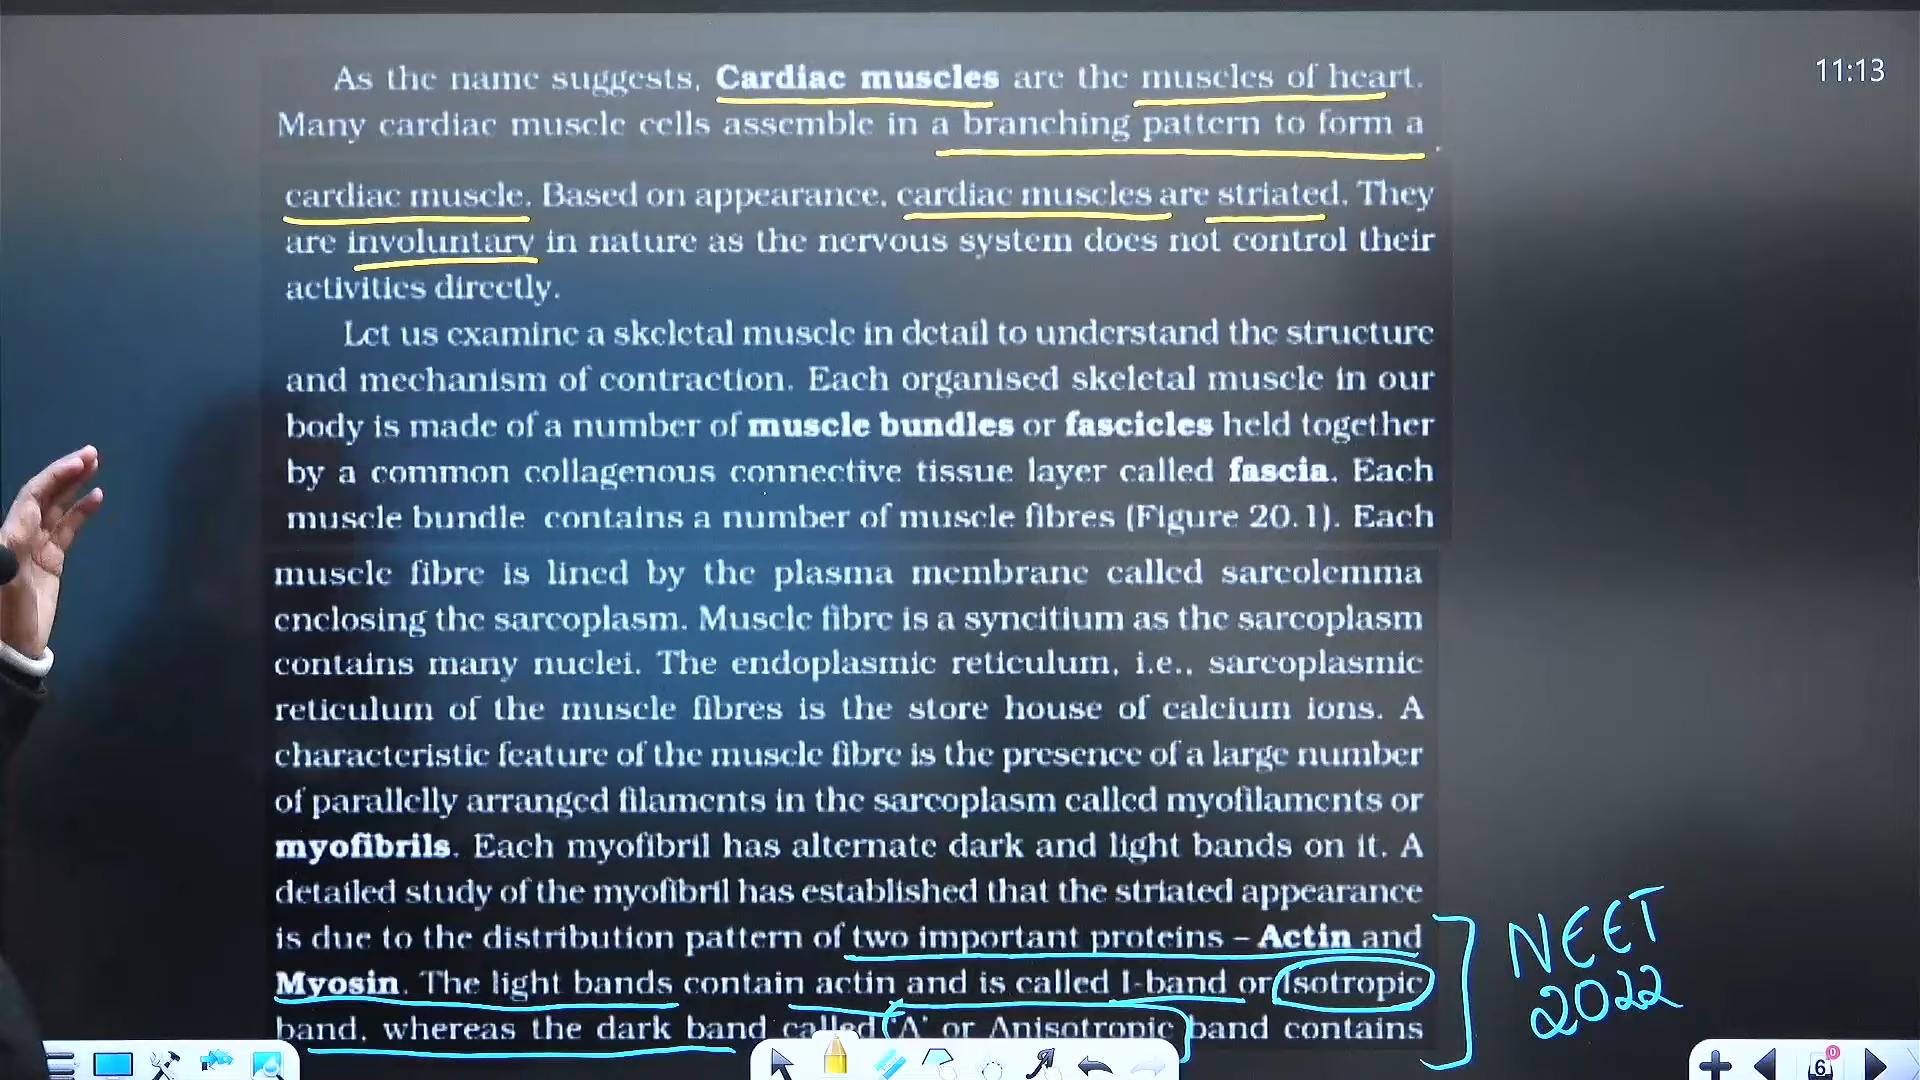 11:13
As the name suggests, Cardiac muscles are the muscles of heart.
Many cardiac muscle cells assemble in a branching pattern to form a
cardiac muscle. Based on appearance, cardiac muscles are striated. They
are involuntary in nature as the nervous system does not control their
activities directly.
Let us examine a skeletal muscle in detail to understand the structure
and mechanism of contraction. Each organised skeletal muscle in our
body is made of a number of muscle bundles or fascicles held together
by a common collagenous connective tissue layer called fascia. Each
muscle bundle contains a number of muscle fibres (Figure 20.1). Each
muscle fibre is lined by the plasma membrane called sarcolemma
enclosing the sarcoplasm. Muscle fibre is a syncitium as the sarcoplasm
contains many nuclei. The endoplasmic reticulum, i.e., sarcoplasmic
reticulum of the muscle fibres is the store house of calcium ions. A
characteristic feature of the muscle fibre is the presence of a large number
of parallelly arranged filaments in the sarcoplasm called myofilaments or
myofibrils. Each myofibril has alternate dark and light bands on it. A
detailed study of the myofibril has established that the striated appearance
is due to the distribution pattern of two important proteins – Actin and
Myosin. The light bands contain actin and is called I-band or Isotropic
band, whereas the dark band called 'A' or Anisotropic band contains
NEET
2022
6
0